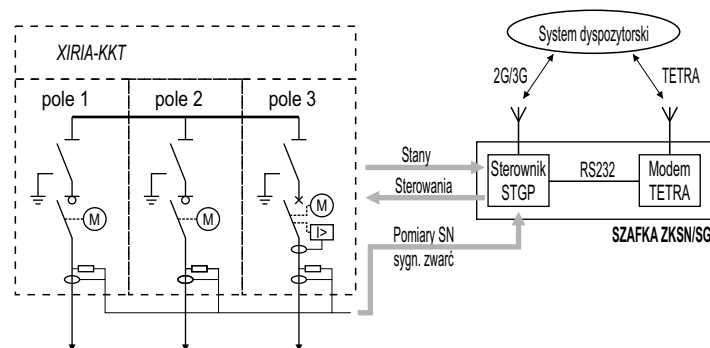 XIRIA-KKT
pole 1
pole 2
pole 3
M
M
M
I>
System dyspozytorski
2G/3G
TETRA
Stany
Sterowania
Pomiary SN
sygn. zwarć
Sterownik
STGP
RS232
Modem
TETRA
SZAFKA ZKSN/SG